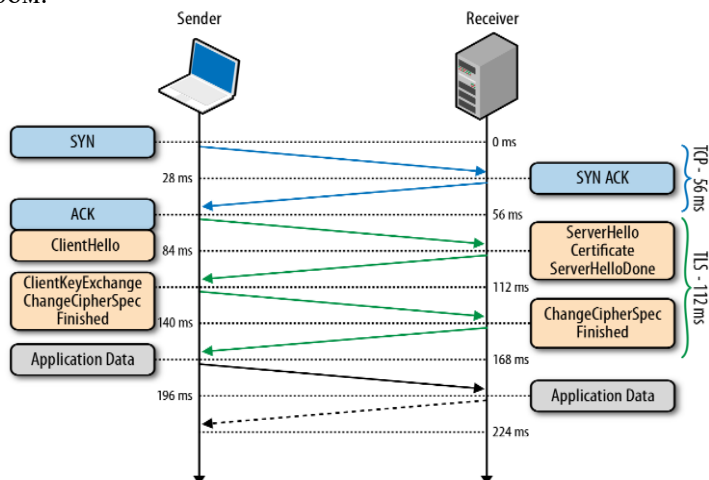 Sender
Receiver
SYN
0 ms
28 ms
SYN ACK
TCP - 56 ms
ACK
56 ms
ClientHello
84 ms
ServerHello
Certificate
ServerHelloDone
TLS - 112 ms
ClientKeyExchange
ChangeCipherSpec
Finished
112 ms
140 ms
ChangeCipherSpec
Finished
Application Data
168 ms
196 ms
Application Data
224 ms